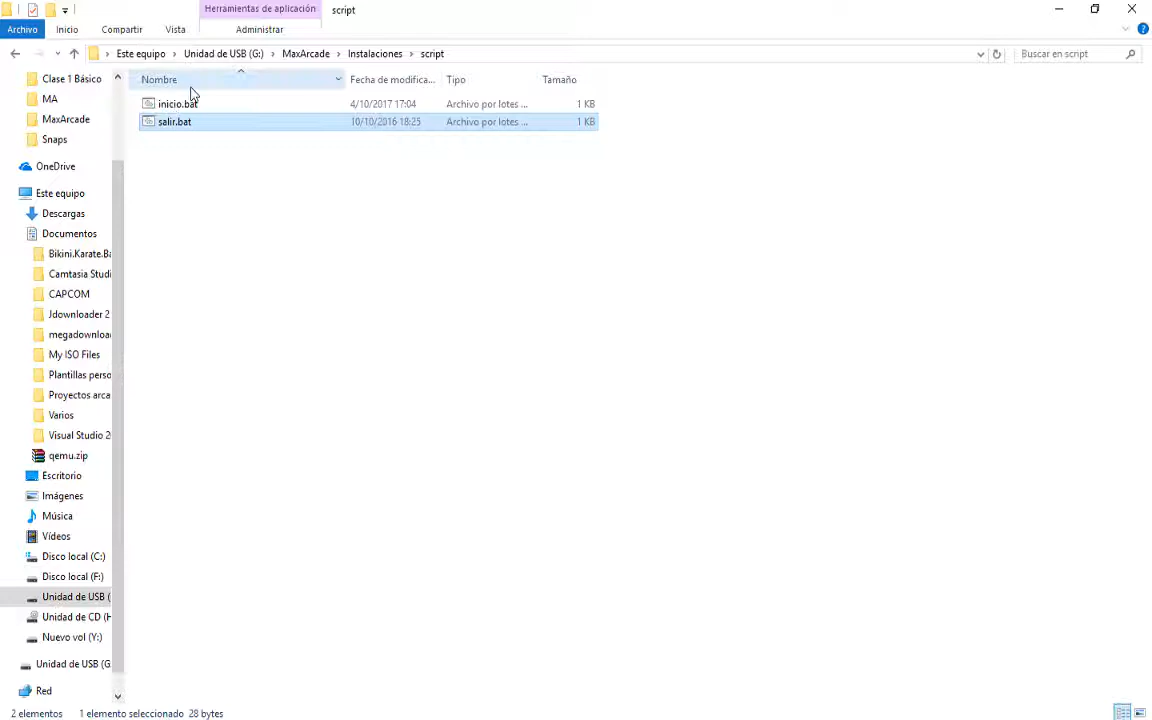 Herramientas de aplicación
script
Archivo
Inicio
Compartir
Vista
Administrar
Este equipo > Unidad de USB (G:) > MaxArcade > Instalaciones > script
Buscar en script
Nombre
Fecha de modifica...
Tipo
Tamaño
inicio.bat
4/10/2017 17:04
Archivo por lotes ...
1 KB
salir.bat
10/10/2016 18:25
Archivo por lotes ...
1 KB
Clase 1 Básico
MA
MaxArcade
Snaps
OneDrive
Este equipo
Descargas
Documentos
Bikini.Karate.Ba
Camtasia Studi
CAPCOM
Jdownloader 2
megadownloa
My ISO Files
Plantillas perso
Proyectos arca
Varios
Visual Studio 2
qemu.zip
Escritorio
Imágenes
Música
Vídeos
Disco local (C:)
Disco local (F:)
Unidad de USB (
Unidad de CD (H
Nuevo vol (Y:)
Unidad de USB (G:
Red
2 elementos
1 elemento seleccionado 28 bytes